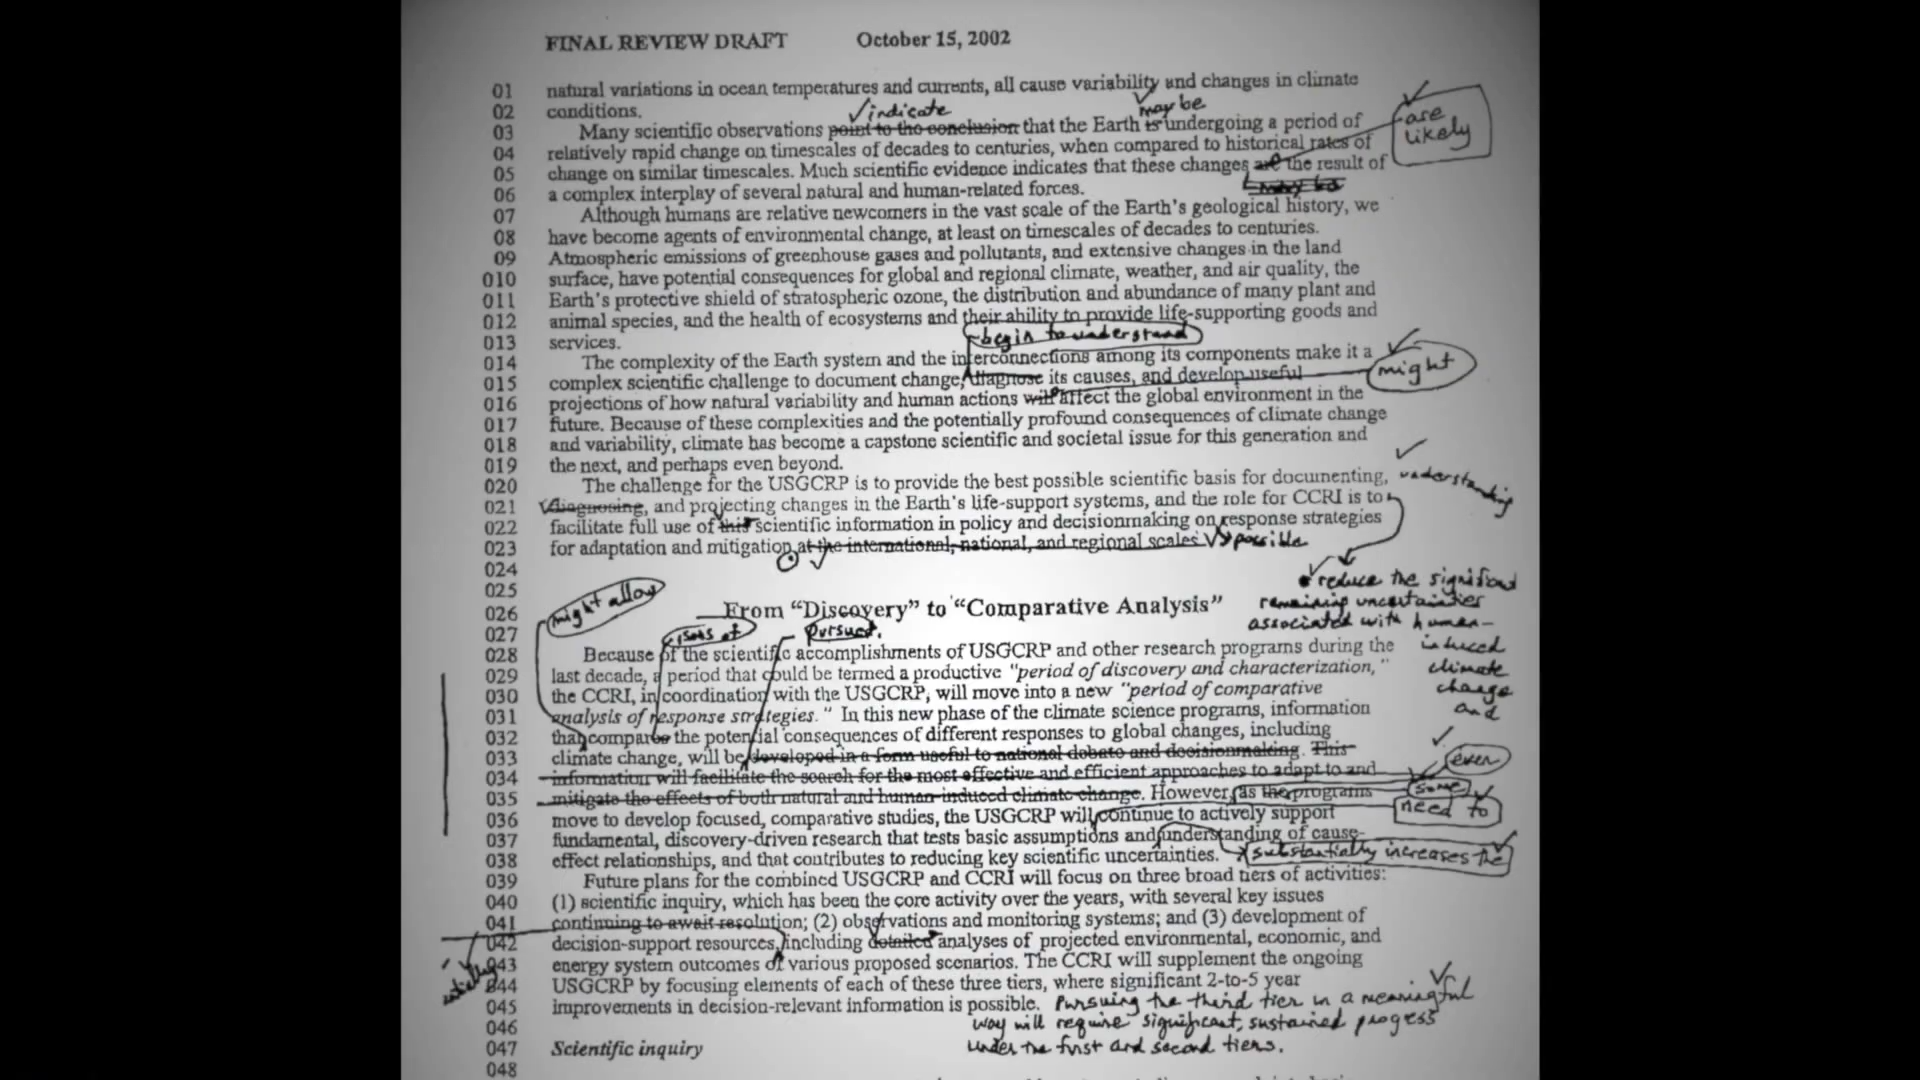 FINAL REVIEW DRAFT October 15, 2002
01 natural variations in ocean temperatures and currents, all cause variability and changes in climate
02 conditions.
indicate may be
03 Many scientific observations point to the conclusion that the Earth is undergoing a period of
are likely
04 relatively rapid change on timescales of decades to centuries, when compared to historical rates of
05 change on similar timescales. Much scientific evidence indicates that these changes are the result of
may be
06 a complex interplay of several natural and human-related forces.
07 Although humans are relative newcomers in the vast scale of the Earth's geological history, we
08 have become agents of environmental change, at least on timescales of decades to centuries.
09 Atmospheric emissions of greenhouse gases and pollutants, and extensive changes in the land
010 surface, have potential consequences for global and regional climate, weather, and air quality, the
011 Earth's protective shield of stratospheric ozone, the distribution and abundance of many plant and
012 animal species, and the health of ecosystems and their ability to provide life-supporting goods and
013 services.
begin to understand
014 The complexity of the Earth system and the interconnections among its components make it a
might
015 complex scientific challenge to document change, diagnose its causes, and develop useful
016 projections of how natural variability and human actions will affect the global environment in the
017 future. Because of these complexities and the potentially profound consequences of climate change
018 and variability, climate has become a capstone scientific and societal issue for this generation and
019 the next, and perhaps even beyond.
020 The challenge for the USGCRP is to provide the best possible scientific basis for documenting,
understanding
021 diagnosing, and projecting changes in the Earth's life-support systems, and the role for CCRI is to
022 facilitate full use of this scientific information in policy and decisionmaking on response strategies
023 for adaptation and mitigation at the international, national, and regional scales possible
024
reduce the significant
remaining uncertainties
associated with human-
induced
climate
change
and
025
might allow
026 From "Discovery" to "Comparative Analysis"
027 pursued.
028 Because of the scientific accomplishments of USGCRP and other research programs during the
029 last decade, a period that could be termed a productive "period of discovery and characterization,"
030 the CCRI, in coordination with the USGCRP, will move into a new "period of comparative
031 analysis of response strategies." In this new phase of the climate science programs, information
032 that compares the potential consequences of different responses to global changes, including
033 climate change, will be developed in a form useful to national debate and decisionmaking. This
even
034 information will facilitate the search for the most effective and efficient approaches to adapt to and
some
035 mitigate the effects of both natural and human-induced climate change. However, as the programs
need to
036 move to develop focused, comparative studies, the USGCRP will continue to actively support
037 fundamental, discovery-driven research that tests basic assumptions and understanding of cause-
substantially increases the
038 effect relationships, and that contributes to reducing key scientific uncertainties.
039 Future plans for the combined USGCRP and CCRI will focus on three broad tiers of activities:
040 (1) scientific inquiry, which has been the core activity over the years, with several key issues
041 continuing to await resolution; (2) observations and monitoring systems; and (3) development of
042 decision-support resources, including detailed analyses of projected environmental, economic, and
043 energy system outcomes of various proposed scenarios. The CCRI will supplement the ongoing
044 USGCRP by focusing elements of each of these three tiers, where significant 2-to-5 year
045 improvements in decision-relevant information is possible. Pursuing the third tier in a meaningful
046 way will require significant, sustained progress
047 Scientific inquiry under the first and second tiers.
048